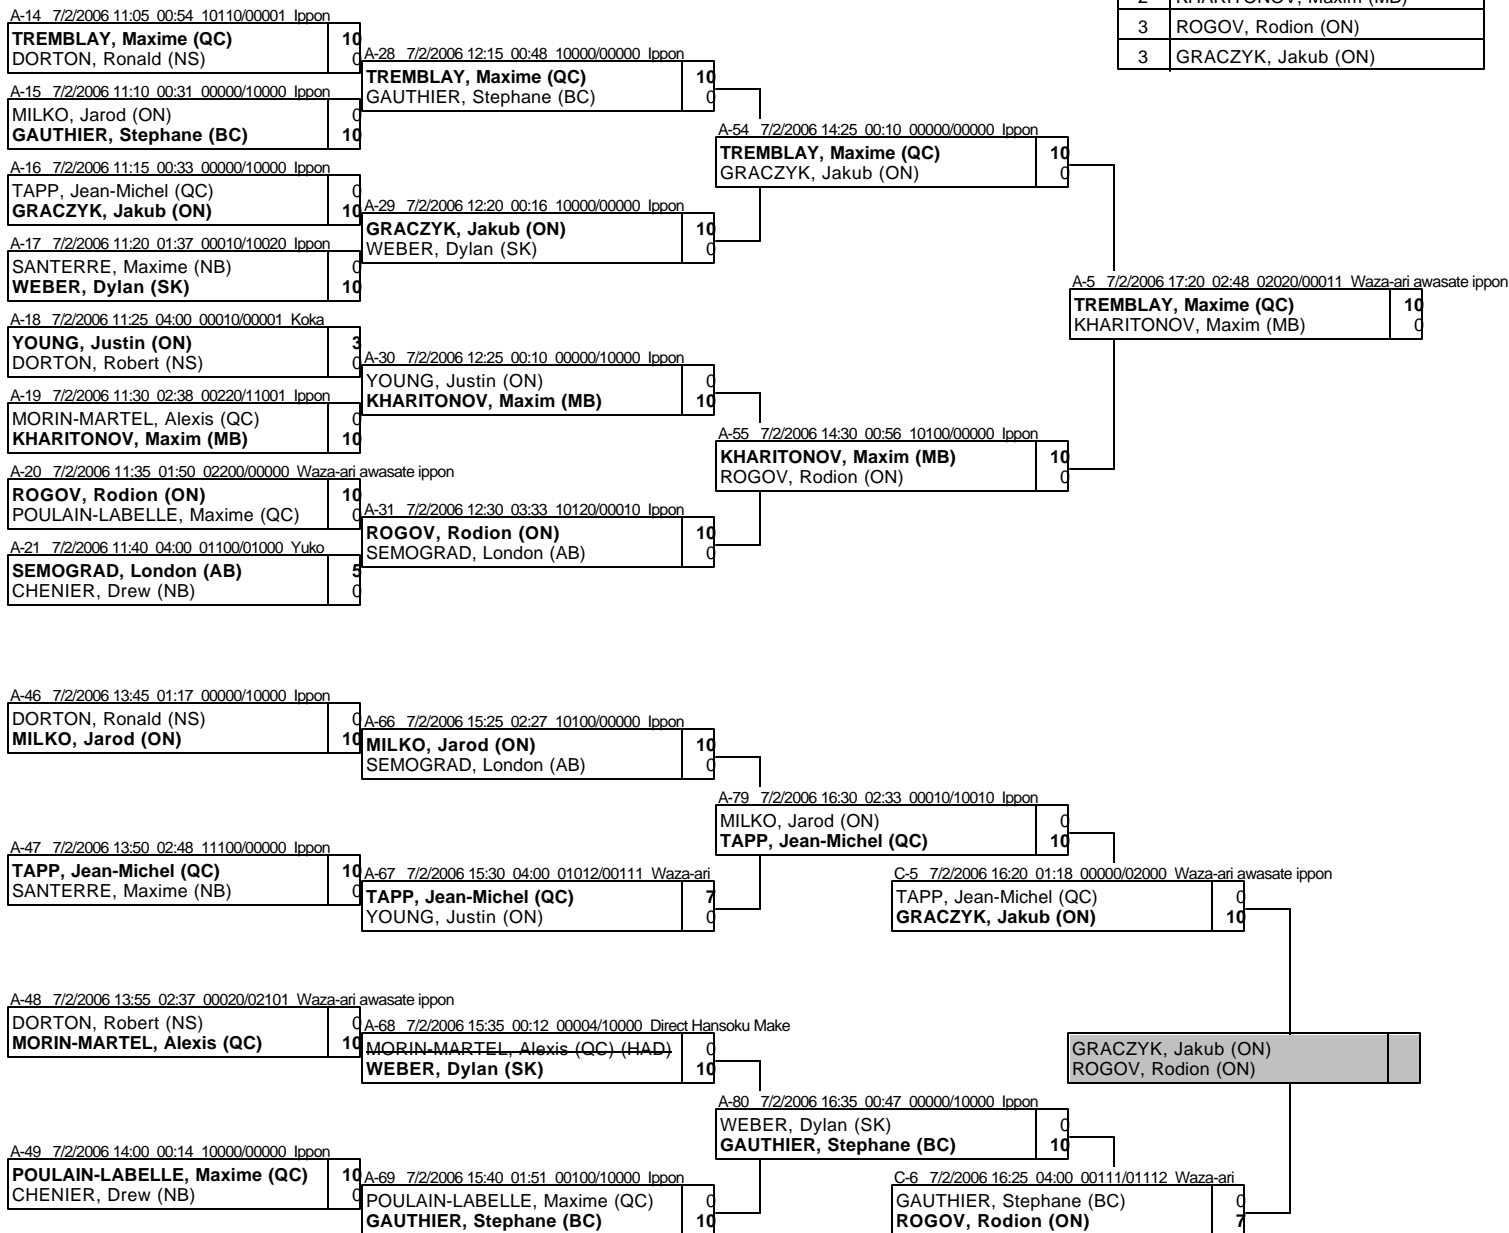 2 KHARITONOV, Maxim (MB)
3 ROGOV, Rodion (ON)
3 GRACZYK, Jakub (ON)
A-14 7/2/2006 11:05 00:54 10110/00001 Ippon
TREMBLAY, Maxime (QC) 10
DORTON, Ronald (NS) 0
A-15 7/2/2006 11:10 00:31 00000/10000 Ippon
MILKO, Jarod (ON) 0
GAUTHIER, Stephane (BC) 10
A-16 7/2/2006 11:15 00:33 00000/10000 Ippon
TAPP, Jean-Michel (QC) 0
GRACZYK, Jakub (ON) 10
A-17 7/2/2006 11:20 01:37 00010/10020 Ippon
SANTERRE, Maxime (NB) 0
WEBER, Dylan (SK) 10
A-18 7/2/2006 11:25 04:00 00010/00001 Koka
YOUNG, Justin (ON) 3
DORTON, Robert (NS) 0
A-19 7/2/2006 11:30 02:38 00220/11001 Ippon
MORIN-MARTEL, Alexis (QC) 0
KHARITONOV, Maxim (MB) 10
A-20 7/2/2006 11:35 01:50 02200/00000 Waza-ari awasate ippon
ROGOV, Rodion (ON) 10
POULAIN-LABELLE, Maxime (QC) 0
A-21 7/2/2006 11:40 04:00 01100/01000 Yuko
SEMOGRAD, London (AB) 5
CHENIER, Drew (NB) 0
A-28 7/2/2006 12:15 00:48 10000/00000 Ippon
TREMBLAY, Maxime (QC) 10
GAUTHIER, Stephane (BC) 0
A-29 7/2/2006 12:20 00:16 10000/00000 Ippon
GRACZYK, Jakub (ON) 10
WEBER, Dylan (SK) 0
A-30 7/2/2006 12:25 00:10 00000/10000 Ippon
YOUNG, Justin (ON) 0
KHARITONOV, Maxim (MB) 10
A-31 7/2/2006 12:30 03:33 10120/00010 Ippon
ROGOV, Rodion (ON) 10
SEMOGRAD, London (AB) 0
A-54 7/2/2006 14:25 00:10 00000/00000 Ippon
TREMBLAY, Maxime (QC) 10
GRACZYK, Jakub (ON) 0
A-55 7/2/2006 14:30 00:56 10100/00000 Ippon
KHARITONOV, Maxim (MB) 10
ROGOV, Rodion (ON) 0
A-5 7/2/2006 17:20 02:48 02020/00011 Waza-ari awasate ippon
TREMBLAY, Maxime (QC) 10
KHARITONOV, Maxim (MB) 0
A-46 7/2/2006 13:45 01:17 00000/10000 Ippon
DORTON, Ronald (NS) 0
MILKO, Jarod (ON) 10
A-47 7/2/2006 13:50 02:48 11100/00000 Ippon
TAPP, Jean-Michel (QC) 10
SANTERRE, Maxime (NB) 0
A-48 7/2/2006 13:55 02:37 00020/02101 Waza-ari awasate ippon
DORTON, Robert (NS) 0
MORIN-MARTEL, Alexis (QC) 10
A-49 7/2/2006 14:00 00:14 10000/00000 Ippon
POULAIN-LABELLE, Maxime (QC) 10
CHENIER, Drew (NB) 0
A-66 7/2/2006 15:25 02:27 10100/00000 Ippon
MILKO, Jarod (ON) 10
SEMOGRAD, London (AB) 0
A-67 7/2/2006 15:30 04:00 01012/00111 Waza-ari
TAPP, Jean-Michel (QC) 7
YOUNG, Justin (ON) 0
A-68 7/2/2006 15:35 00:12 00004/10000 Direct Hansoku Make
MORIN-MARTEL, Alexis (QC) (HAD) 0
WEBER, Dylan (SK) 10
A-69 7/2/2006 15:40 01:51 00100/10000 Ippon
POULAIN-LABELLE, Maxime (QC) 0
GAUTHIER, Stephane (BC) 10
A-79 7/2/2006 16:30 02:33 00010/10010 Ippon
MILKO, Jarod (ON) 0
TAPP, Jean-Michel (QC) 10
A-80 7/2/2006 16:35 00:47 00000/10000 Ippon
WEBER, Dylan (SK) 0
GAUTHIER, Stephane (BC) 10
C-5 7/2/2006 16:20 01:18 00000/02000 Waza-ari awasate ippon
TAPP, Jean-Michel (QC) 0
GRACZYK, Jakub (ON) 10
C-6 7/2/2006 16:25 04:00 00111/01112 Waza-ari
GAUTHIER, Stephane (BC) 0
ROGOV, Rodion (ON) 7
GRACZYK, Jakub (ON)
ROGOV, Rodion (ON)